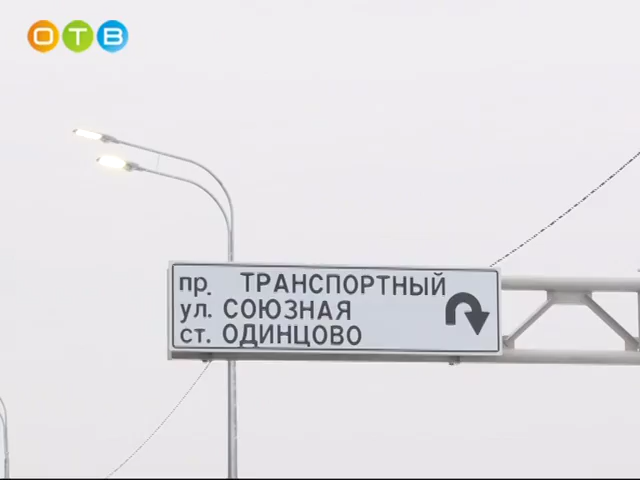 ОТВ
пр. ТРАНСПОРТНЫЙ
ул. СОЮЗНАЯ
ст. ОДИНЦОВО